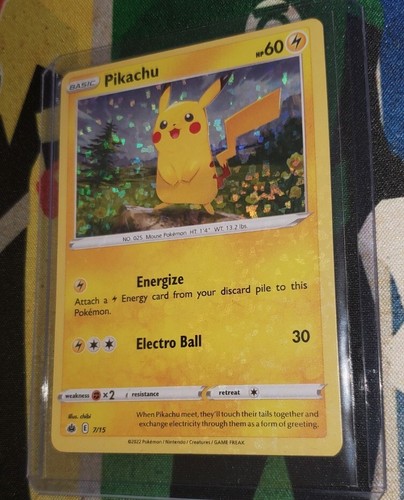 BASIC Pikachu HP60
NO. 025 Mouse Pokémon HT: 1'4" WT: 13.2 lbs.
Energize
Attach a Energy card from your discard pile to this
Pokémon.
Electro Ball 30
weakness ×2 resistance retreat
Illus. chibi
When Pikachu meet, they'll touch their tails together and
exchange electricity through them as a form of greeting.
E 7/15
©2022 Pokémon / Nintendo / Creatures / GAME FREAK